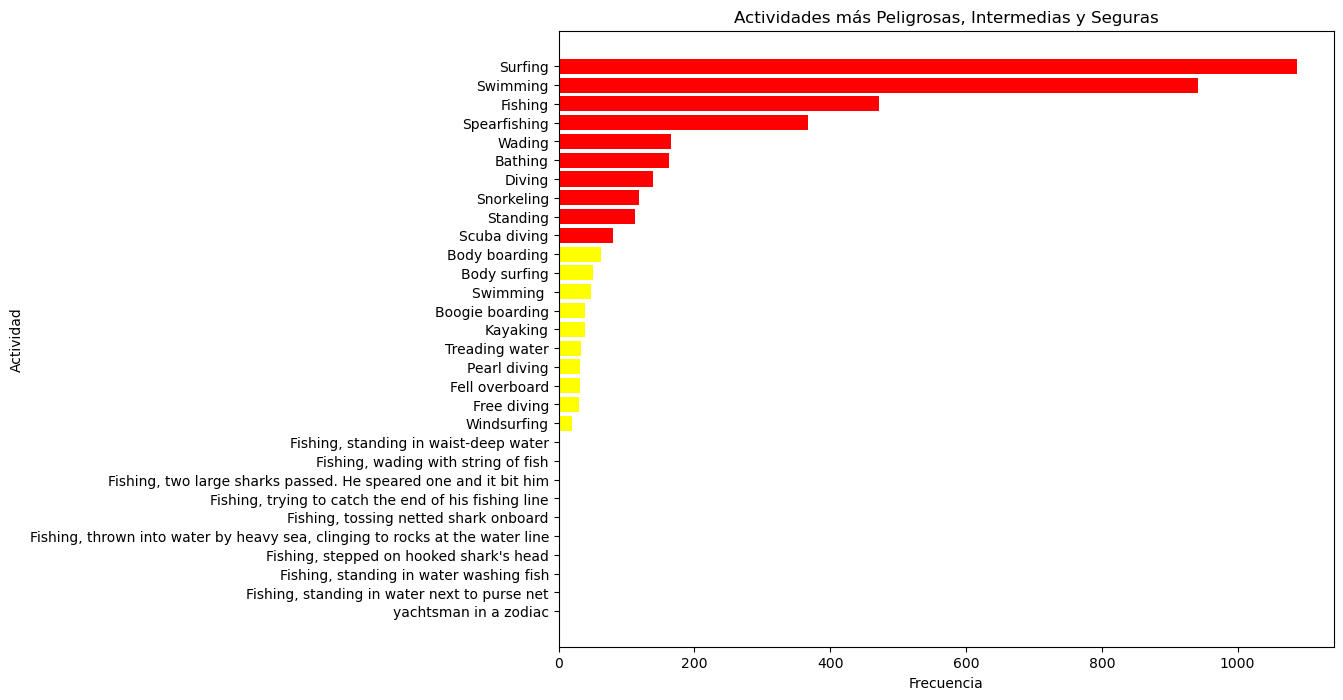 Actividades más Peligrosas, Intermedias y Seguras
Surfing
Swimming
Fishing
Spearfishing
Wading
Bathing
Diving
Snorkeling
Standing
Scuba diving
Body boarding
Body surfing
Swimming
Boogie boarding
Kayaking
Treading water
Pearl diving
Fell overboard
Free diving
Windsurfing
Fishing, standing in waist-deep water
Fishing, wading with string of fish
Fishing, two large sharks passed. He speared one and it bit him
Fishing, trying to catch the end of his fishing line
Fishing, tossing netted shark onboard
Fishing, thrown into water by heavy sea, clinging to rocks at the water line
Fishing, stepped on hooked shark's head
Fishing, standing in water washing fish
Fishing, standing in water next to purse net
yachtsman in a zodiac
Actividad
0 200 400 600 800 1000
Frecuencia